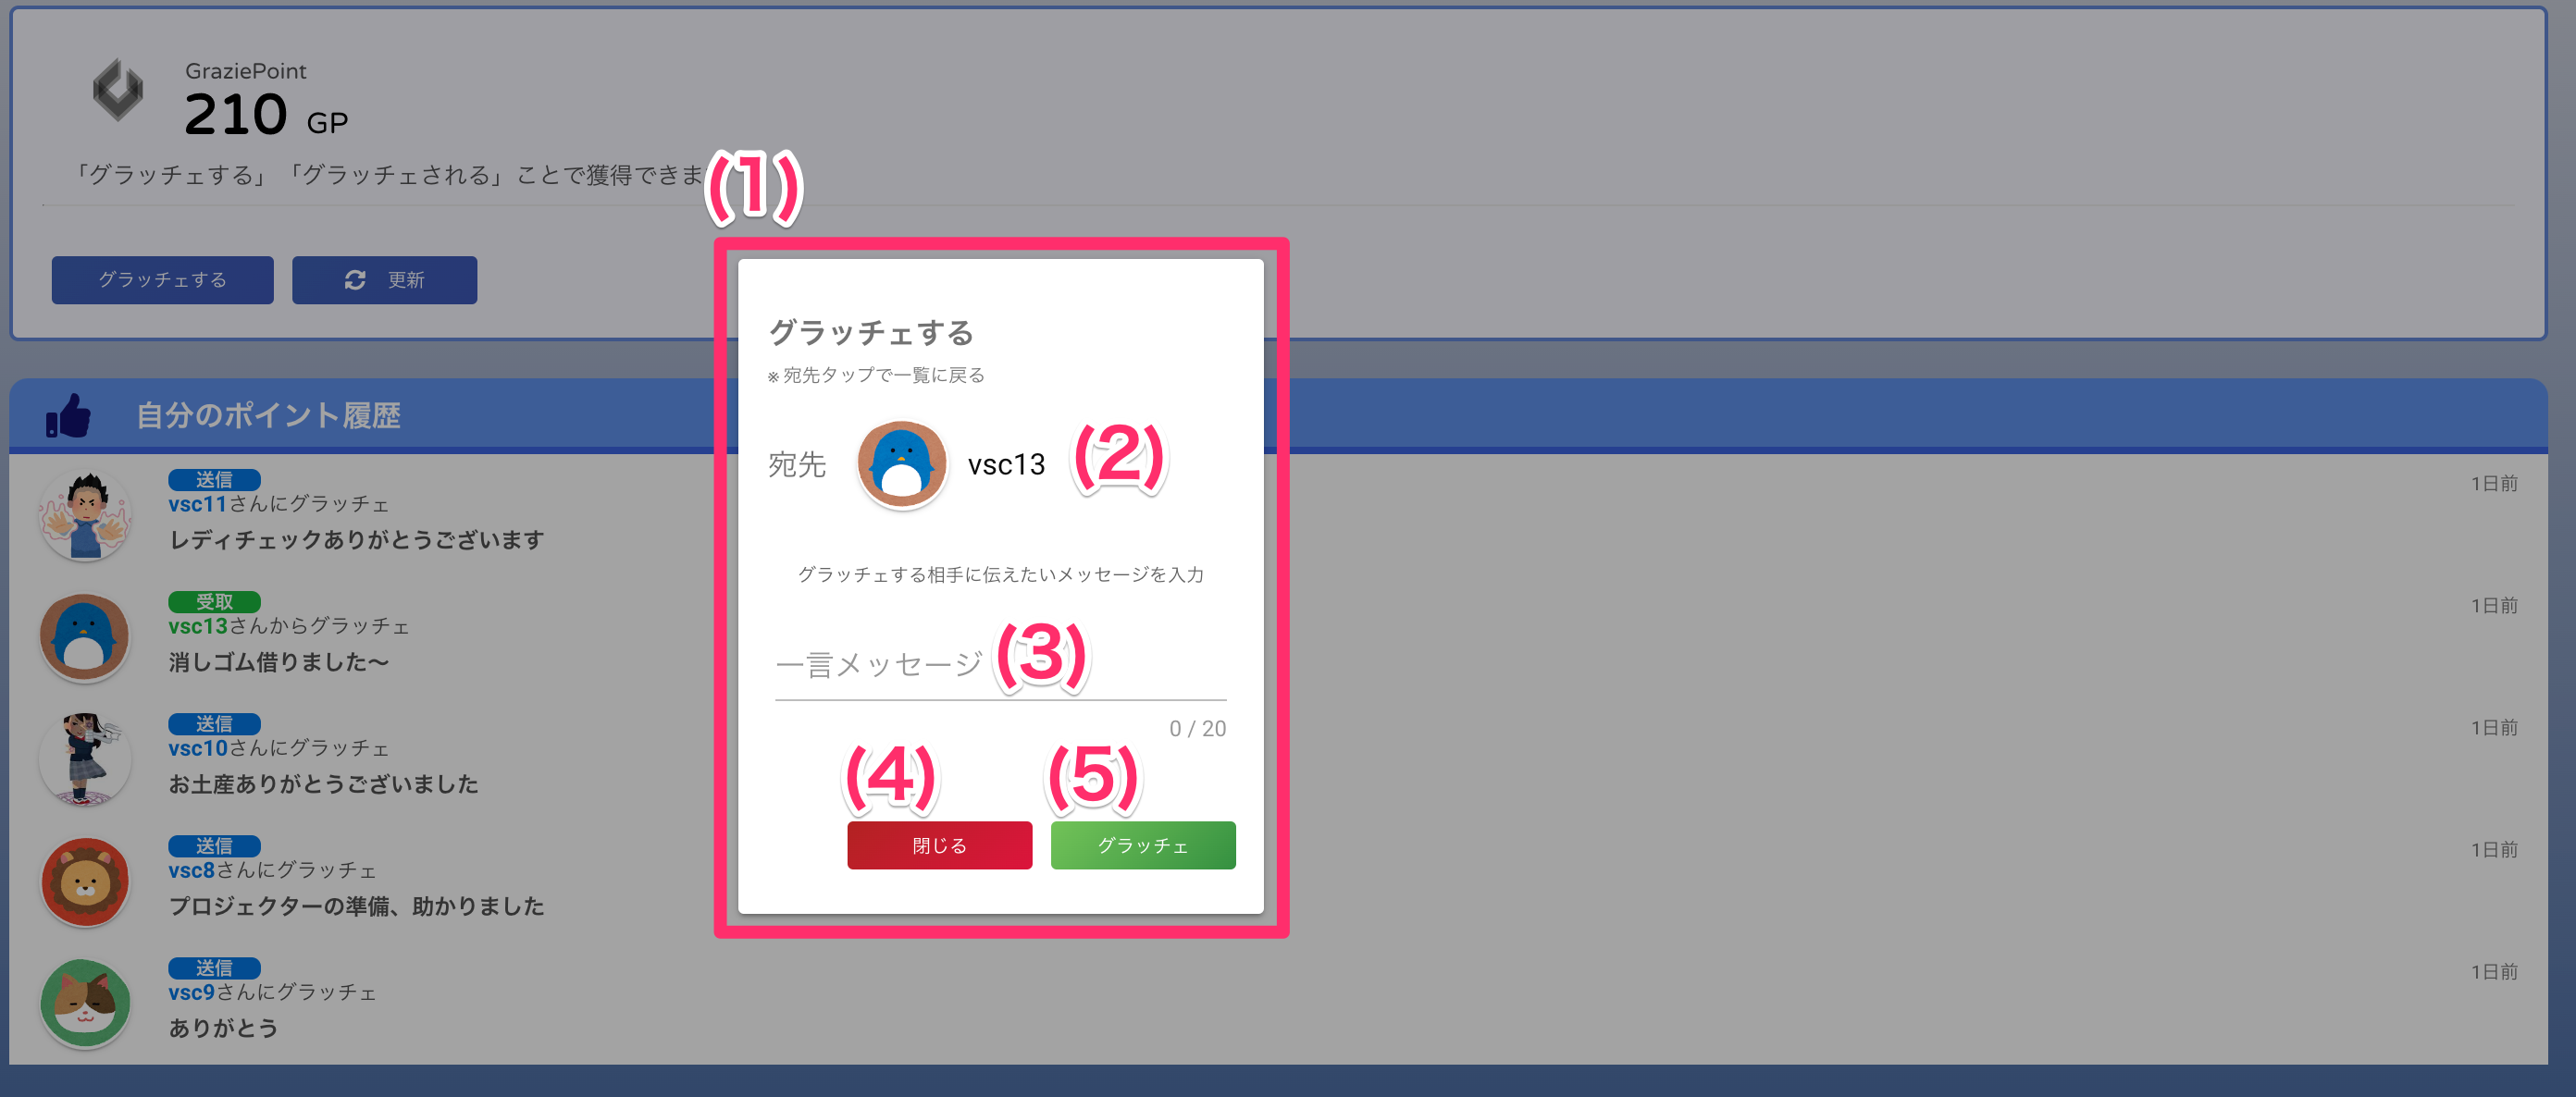 GraziePoint
210 GP
「グラッチェする」「グラッチェされる」ことで獲得できま
(1)
グラッチェする
更新
自分のポイント履歴
送信
vsc11さんにグラッチェ
1日前
レディチェックありがとうございます
受取
vsc13さんからグラッチェ
1日前
消しゴム借りました〜
送信
vsc10さんにグラッチェ
1日前
お土産ありがとうございました
送信
vsc8さんにグラッチェ
1日前
プロジェクターの準備、助かりました
送信
vsc9さんにグラッチェ
1日前
ありがとう
グラッチェする
※ 宛先タップで一覧に戻る
宛先 vsc13 (2)
グラッチェする相手に伝えたいメッセージを入力
一言メッセージ (3)
0 / 20
(4) (5)
閉じる グラッチェ